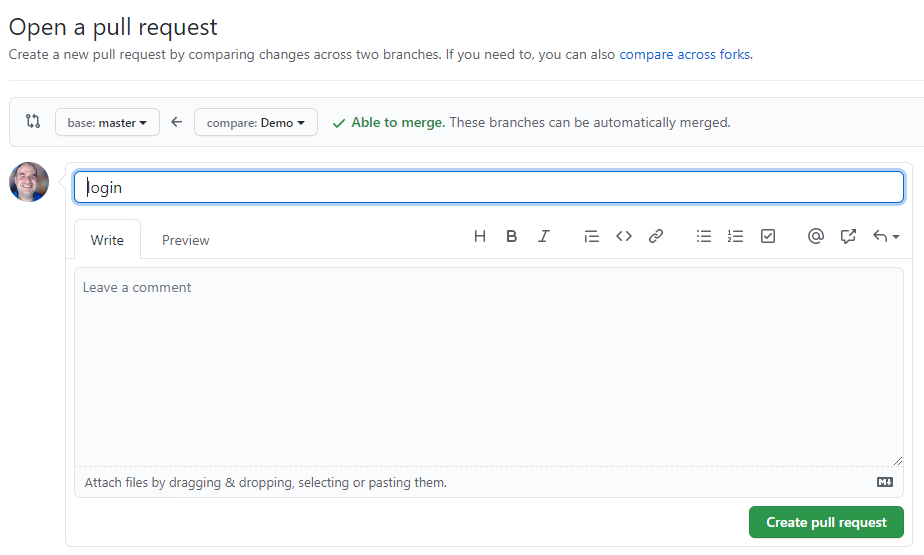 Open a pull request
Create a new pull request by comparing changes across two branches. If you need to, you can also compare across forks.
base: master compare: Demo Able to merge. These branches can be automatically merged.
login
Write Preview H B I
Leave a comment
Attach files by dragging & dropping, selecting or pasting them.
Create pull request